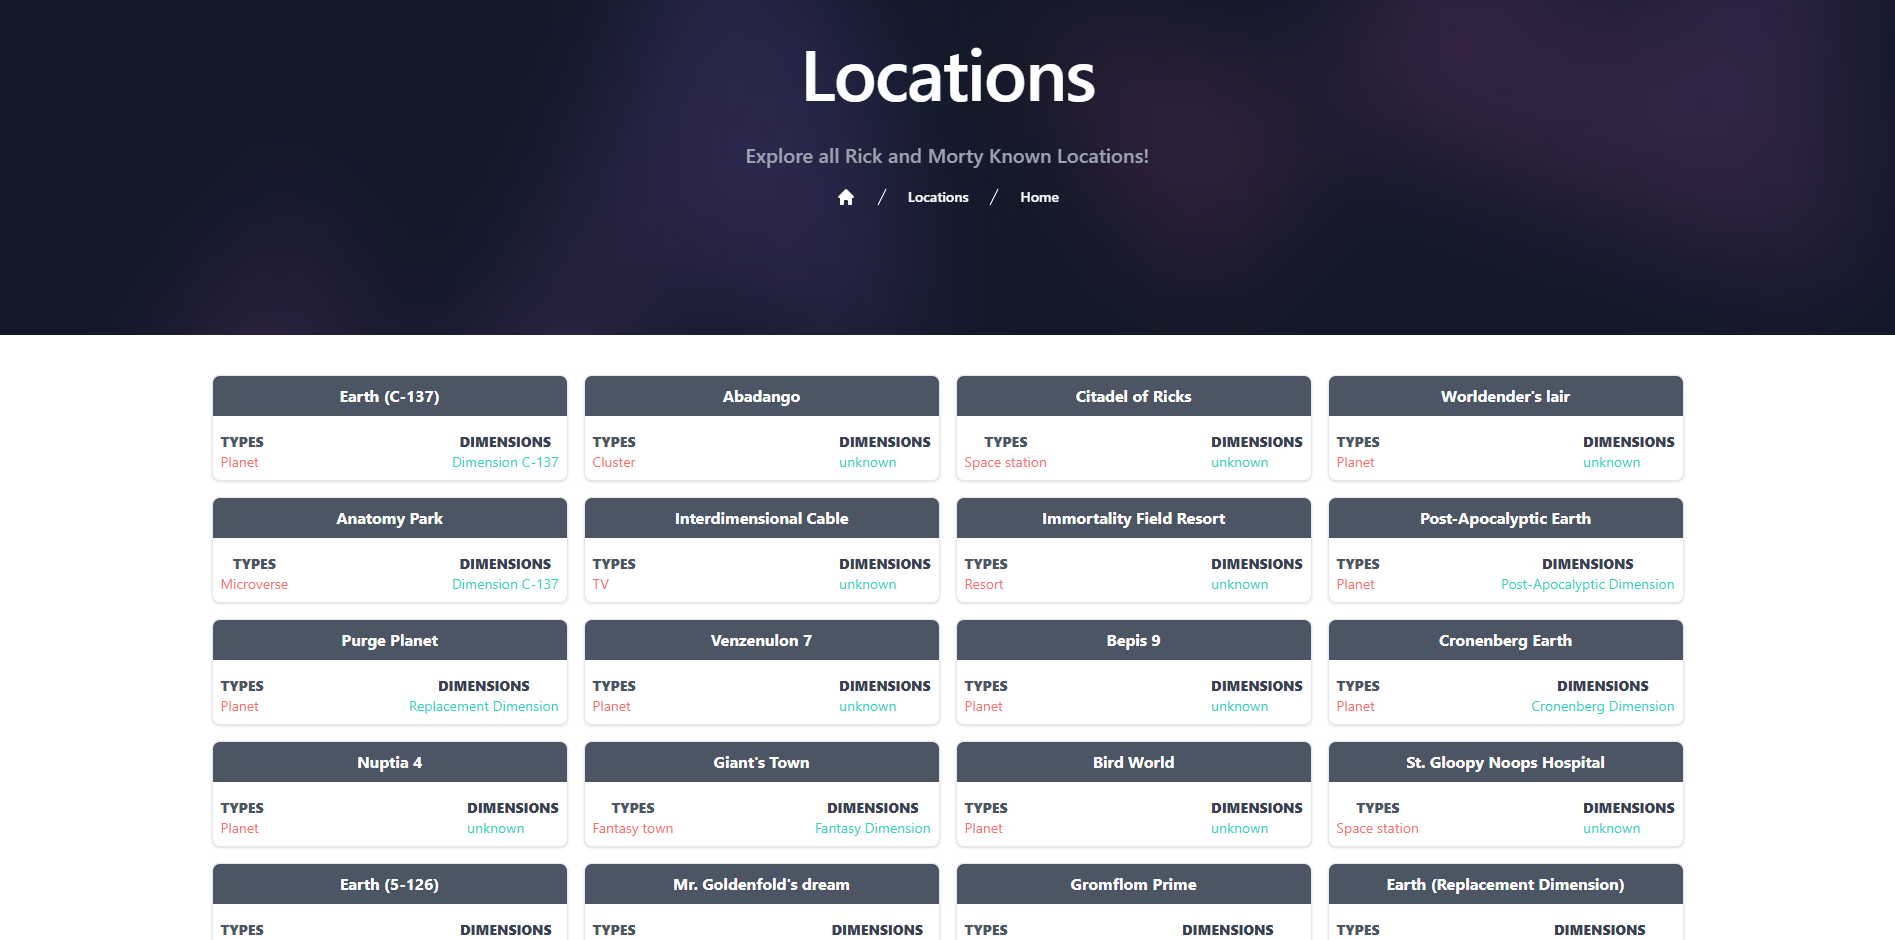 Locations
Explore all Rick and Morty Known Locations!
/ Locations / Home
Earth (C-137)
TYPES DIMENSIONS
Planet Dimension C-137
Abadango
TYPES DIMENSIONS
Cluster unknown
Citadel of Ricks
TYPES DIMENSIONS
Space station unknown
Worldender's lair
TYPES DIMENSIONS
Planet unknown
Anatomy Park
TYPES DIMENSIONS
Microverse Dimension C-137
Interdimensional Cable
TYPES DIMENSIONS
TV unknown
Immortality Field Resort
TYPES DIMENSIONS
Resort unknown
Post-Apocalyptic Earth
TYPES DIMENSIONS
Planet Post-Apocalyptic Dimension
Purge Planet
TYPES DIMENSIONS
Planet Replacement Dimension
Venzenulon 7
TYPES DIMENSIONS
Planet unknown
Bepis 9
TYPES DIMENSIONS
Planet unknown
Cronenberg Earth
TYPES DIMENSIONS
Planet Cronenberg Dimension
Nuptia 4
TYPES DIMENSIONS
Planet unknown
Giant's Town
TYPES DIMENSIONS
Fantasy town Fantasy Dimension
Bird World
TYPES DIMENSIONS
Planet unknown
St. Gloopy Noops Hospital
TYPES DIMENSIONS
Space station unknown
Earth (5-126)
TYPES DIMENSIONS
Mr. Goldenfold's dream
TYPES DIMENSIONS
Gromflom Prime
TYPES DIMENSIONS
Earth (Replacement Dimension)
TYPES DIMENSIONS